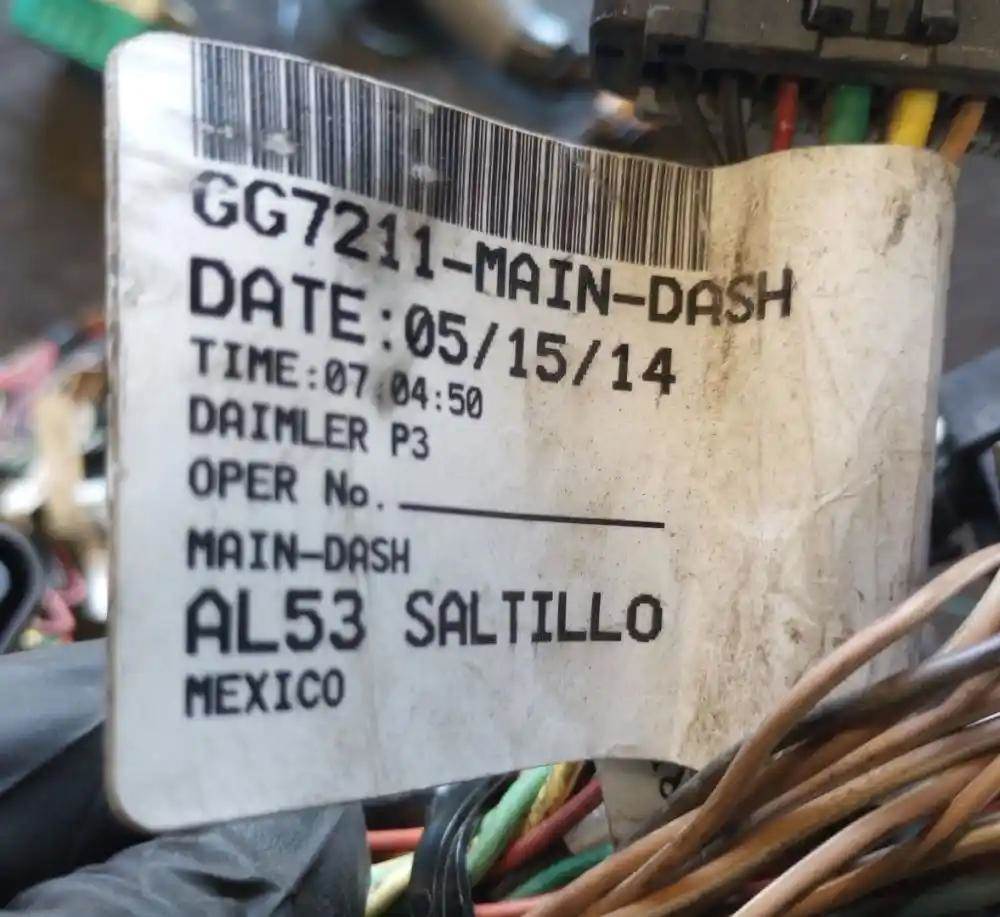 GG7211-MAIN-DASH
DATE:05/15/14
TIME:07:04:50
DAIMLER P3
OPER No.
MAIN-DASH
AL53 SALTILLO
MEXICO